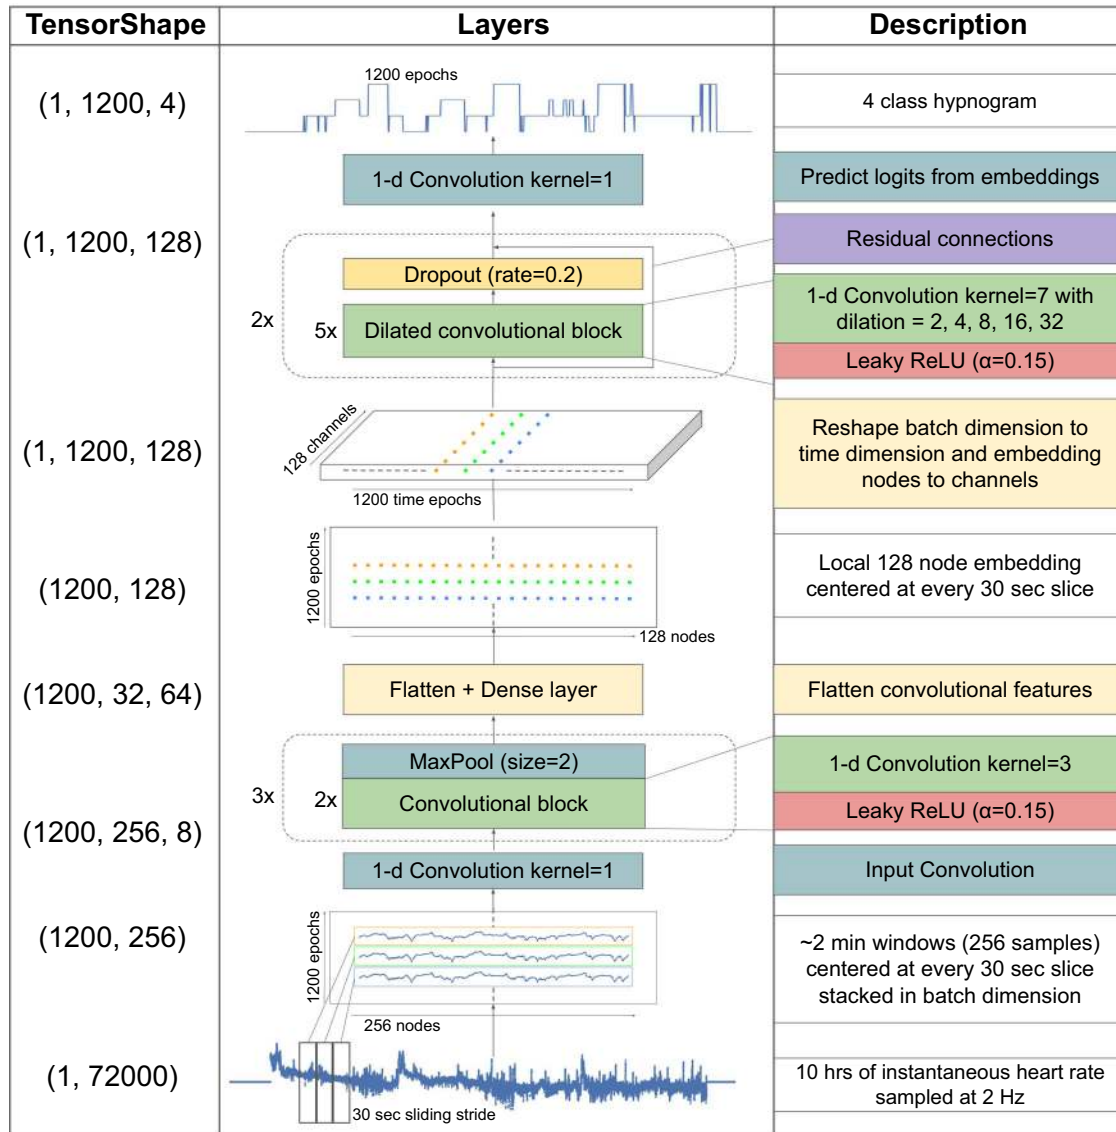 TensorShape
Layers
Description
(1, 1200, 4)
1200 epochs
4 class hypnogram
1-d Convolution kernel=1
Predict logits from embeddings
(1, 1200, 128)
Residual connections
Dropout (rate=0.2)
2x
5x
Dilated convolutional block
1-d Convolution kernel=7 with
dilation = 2, 4, 8, 16, 32
Leaky ReLU (α=0.15)
(1, 1200, 128)
128 channels
1200 time epochs
Reshape batch dimension to
time dimension and embedding
nodes to channels
(1200, 128)
1200 epochs
128 nodes
Local 128 node embedding
centered at every 30 sec slice
(1200, 32, 64)
Flatten + Dense layer
Flatten convolutional features
MaxPool (size=2)
3x
2x
Convolutional block
1-d Convolution kernel=3
Leaky ReLU (α=0.15)
(1200, 256, 8)
1-d Convolution kernel=1
Input Convolution
(1200, 256)
1200 epochs
256 nodes
~2 min windows (256 samples)
centered at every 30 sec slice
stacked in batch dimension
(1, 72000)
30 sec sliding stride
10 hrs of instantaneous heart rate
sampled at 2 Hz